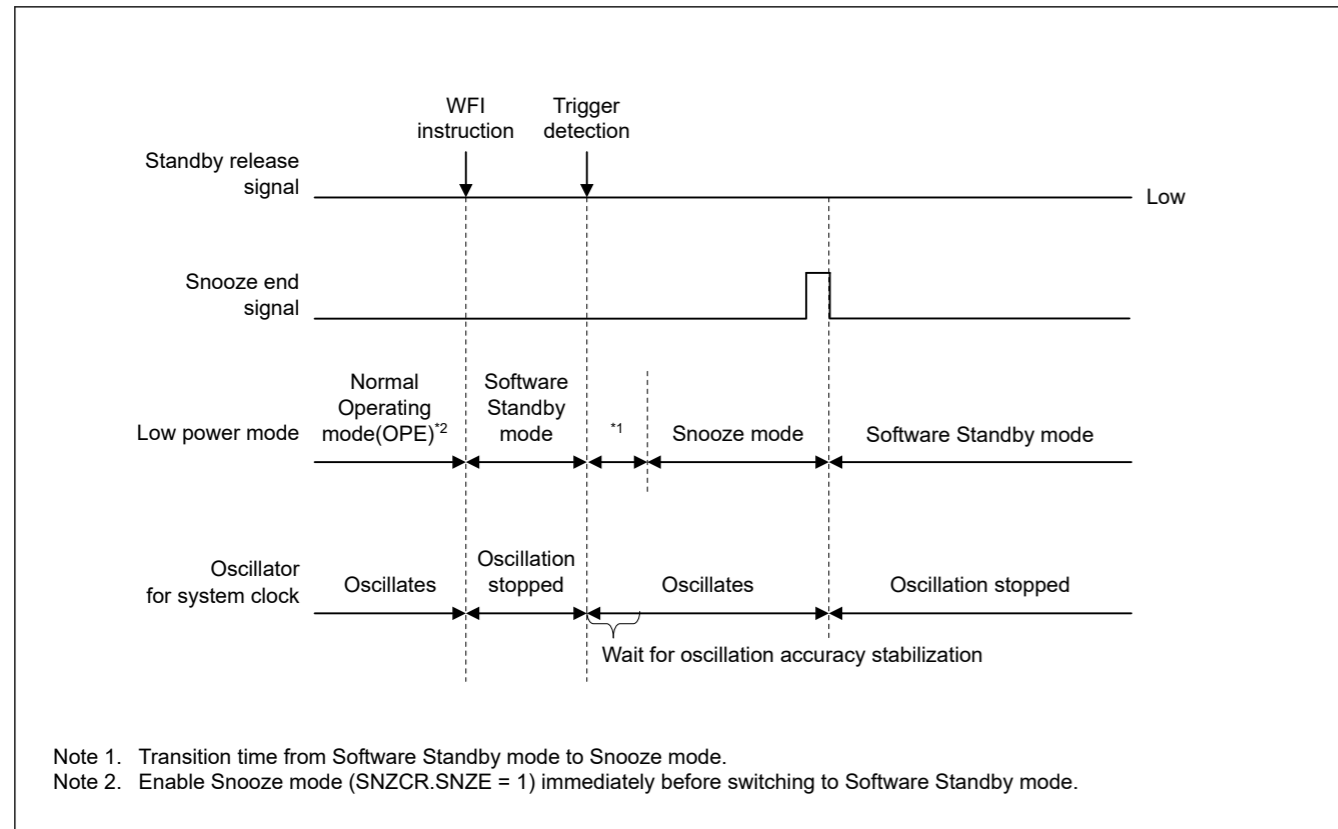 WFI
instruction
Trigger
detection
Standby release
signal
Low
Snooze end
signal
Normal
Operating
mode(OPE)*2
Software
Standby
mode
Low power mode
*1
Snooze mode
Software Standby mode
Oscillator
for system clock
Oscillates
Oscillation
stopped
Oscillates
Oscillation stopped
Wait for oscillation accuracy stabilization
Note 1. Transition time from Software Standby mode to Snooze mode.
Note 2. Enable Snooze mode (SNZCR.SNZE = 1) immediately before switching to Software Standby mode.